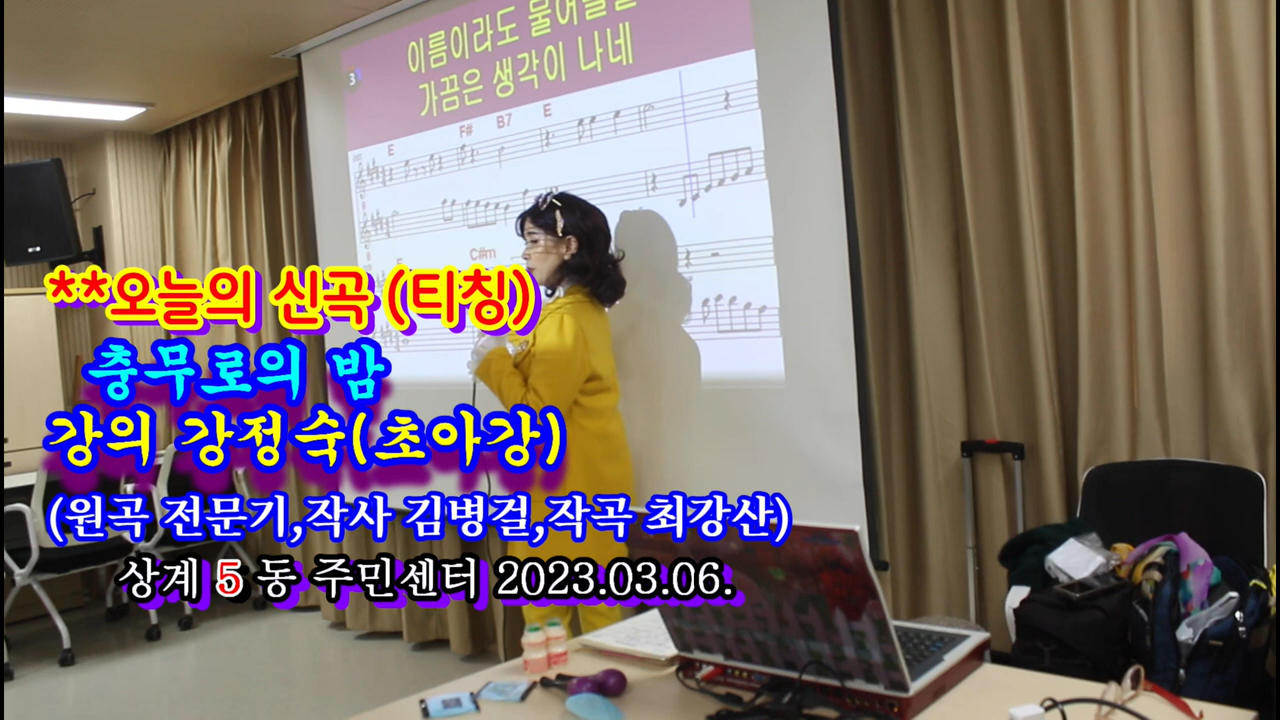 이름이라도 물어볼걸
가끔은 생각이 나네
3
E F# B7 E
C#m
**오늘의 신곡 (티칭)
충무로의 밤
강의 강정숙(초아강)
(원곡 전문기,작사 김병걸,작곡 최강산)
상계 5 동 주민센터 2023.03.06.